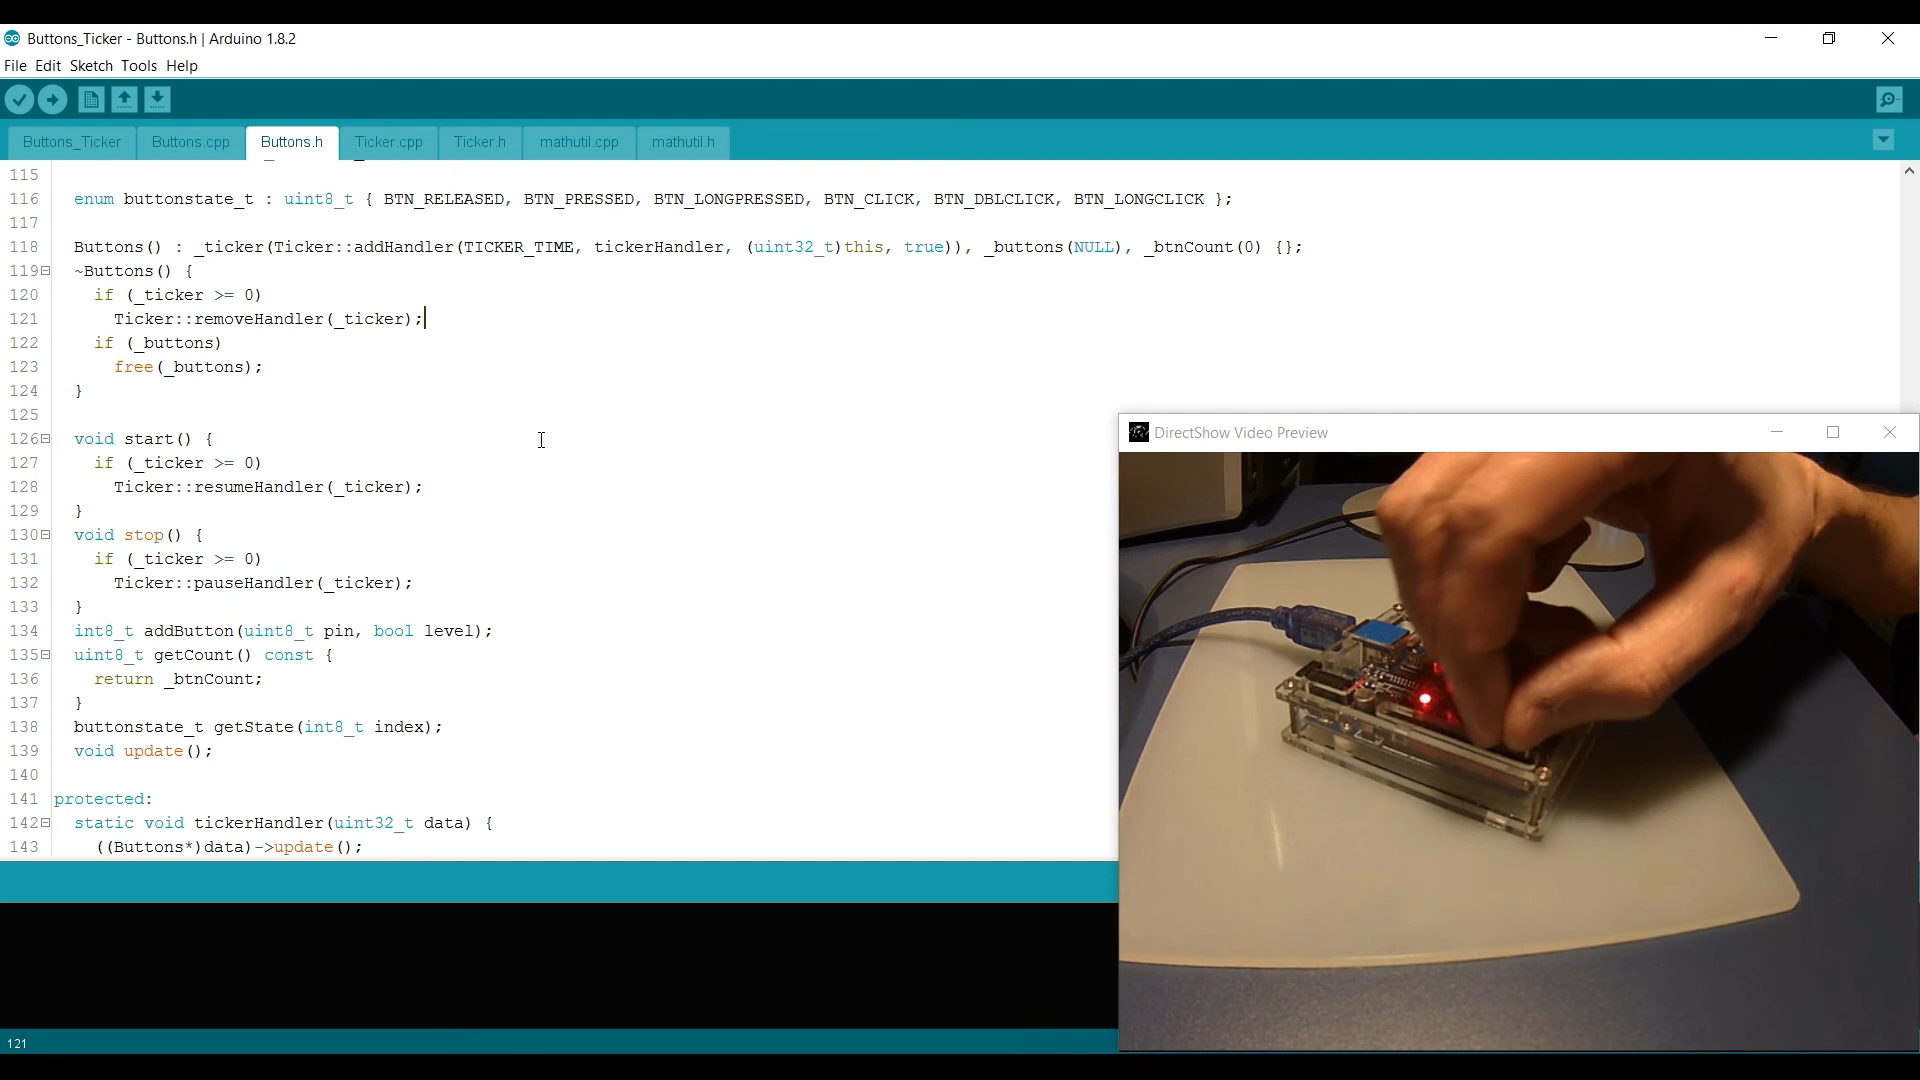 Buttons_Ticker - Buttons.h | Arduino 1.8.2
File Edit Sketch Tools Help
Buttons_Ticker Buttons.cpp Buttons.h Ticker.cpp Ticker.h mathutil.cpp mathutil.h
115
116 enum buttonstate_t : uint8_t { BTN_RELEASED, BTN_PRESSED, BTN_LONGPRESSED, BTN_CLICK, BTN_DBLCLICK, BTN_LONGCLICK };
117
118 Buttons() : _ticker(Ticker::addHandler(TICKER_TIME, tickerHandler, (uint32_t)this, true)), _buttons(NULL), _btnCount(0) {};
119 ~Buttons() {
120 if (_ticker >= 0)
121 Ticker::removeHandler(_ticker);
122 if (_buttons)
123 free(_buttons);
124 }
125
126 void start() {
127 if (_ticker >= 0)
128 Ticker::resumeHandler(_ticker);
129 }
130 void stop() {
131 if (_ticker >= 0)
132 Ticker::pauseHandler(_ticker);
133 }
134 int8_t addButton(uint8_t pin, bool level);
135 uint8_t getCount() const {
136 return _btnCount;
137 }
138 buttonstate_t getState(int8_t index);
139 void update();
140
141 protected:
142 static void tickerHandler(uint32_t data) {
143 ((Buttons*)data)->update();
DirectShow Video Preview
121